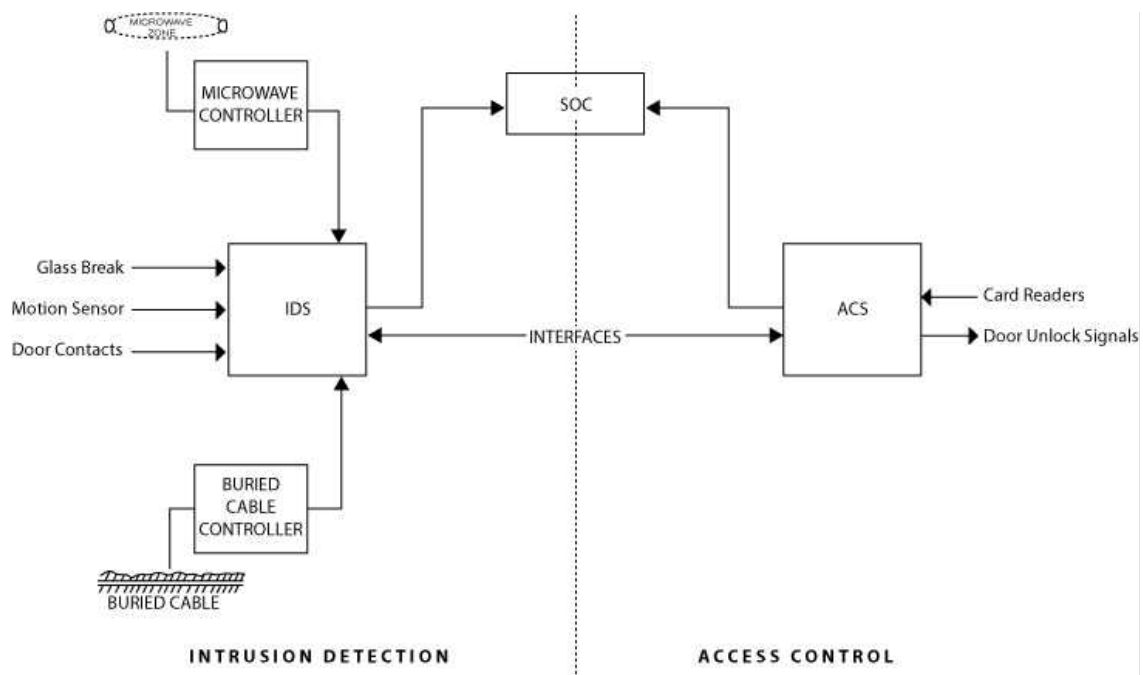 MICROWAVE
ZONE
MICROWAVE
CONTROLLER
SOC
Glass Break
Motion Sensor
Door Contacts
IDS
INTERFACES
ACS
Card Readers
Door Unlock Signals
BURIED
CABLE
CONTROLLER
BURIED CABLE
INTRUSION DETECTION
ACCESS CONTROL